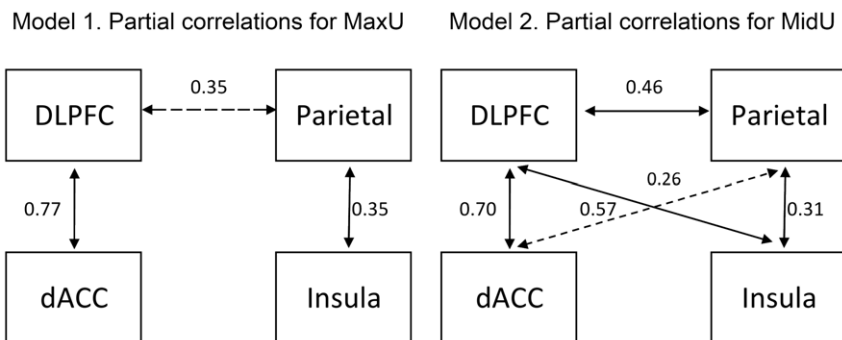 Model 1. Partial correlations for MaxU
Model 2. Partial correlations for MidU
DLPFC
0.35
Parietal
DLPFC
0.46
Parietal
0.77
0.35
0.70
0.57
0.26
0.31
dACC
Insula
dACC
Insula